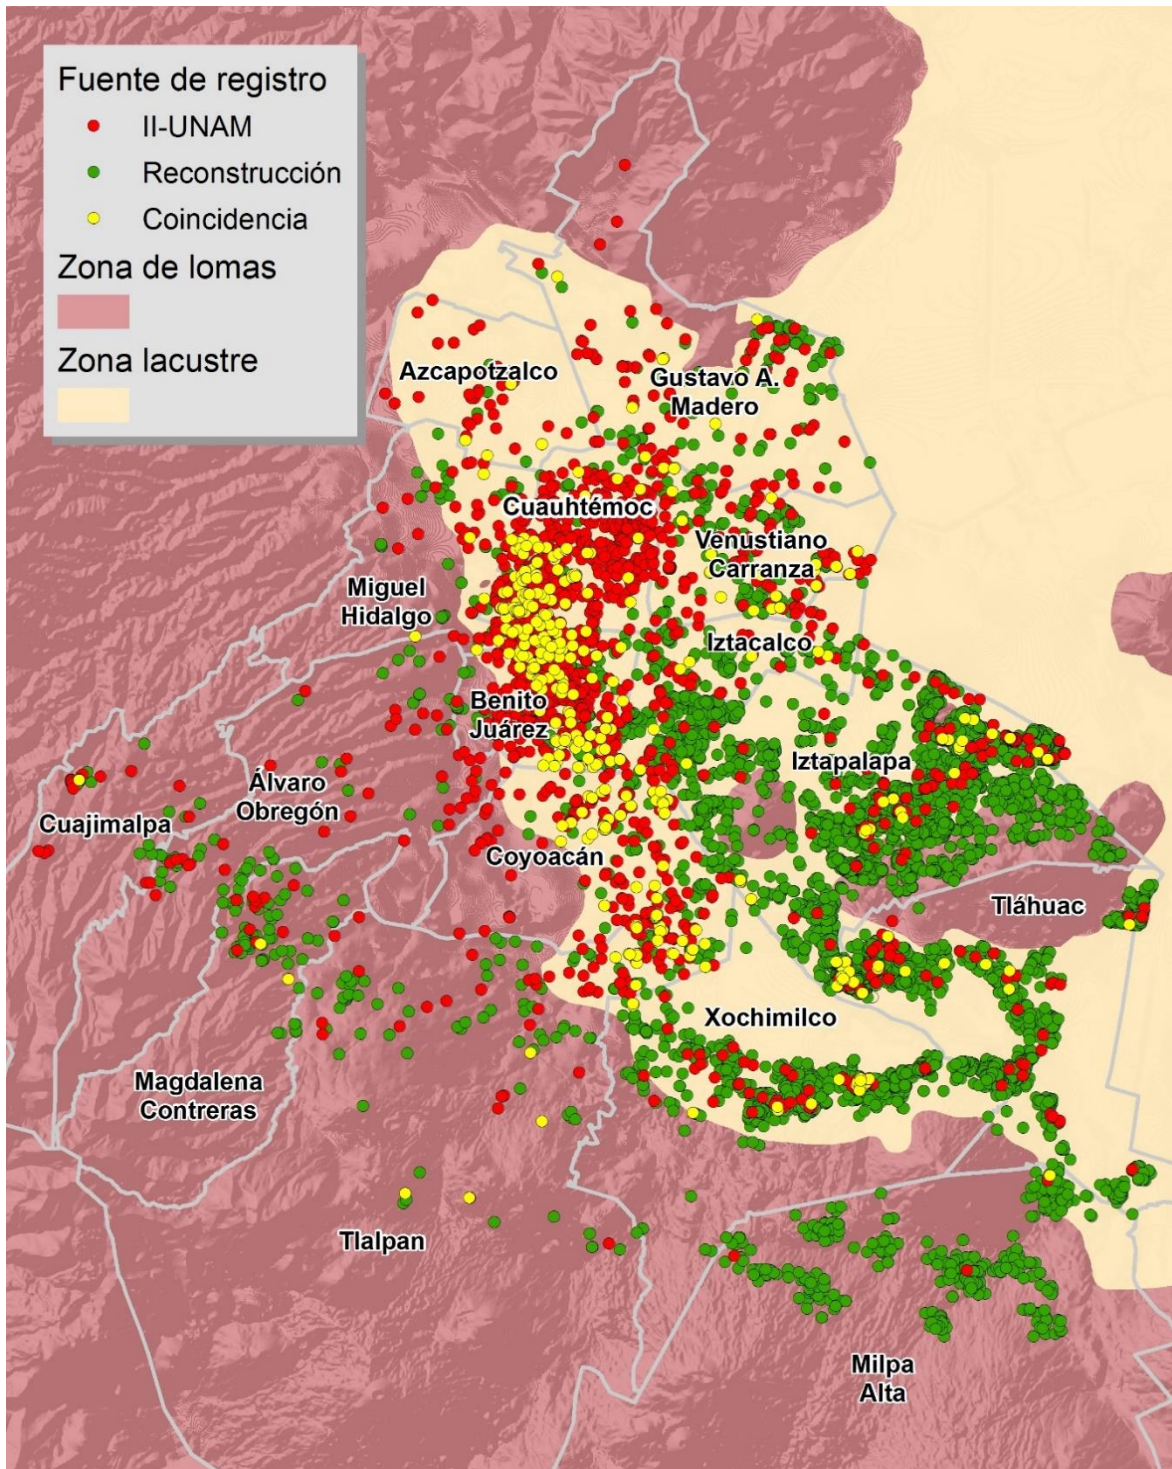 Fuente de registro
II-UNAM
Reconstrucción
Coincidencia
Zona de lomas
Zona lacustre
Azcapotzalco
Gustavo A.
Madero
Cuauhtémoc
Venustiano
Carranza
Miguel
Hidalgo
Iztacalco
Benito
Juárez
Iztapalapa
Álvaro
Obregón
Cuajimalpa
Coyoacán
Tláhuac
Xochimilco
Magdalena
Contreras
Tlalpan
Milpa
Alta